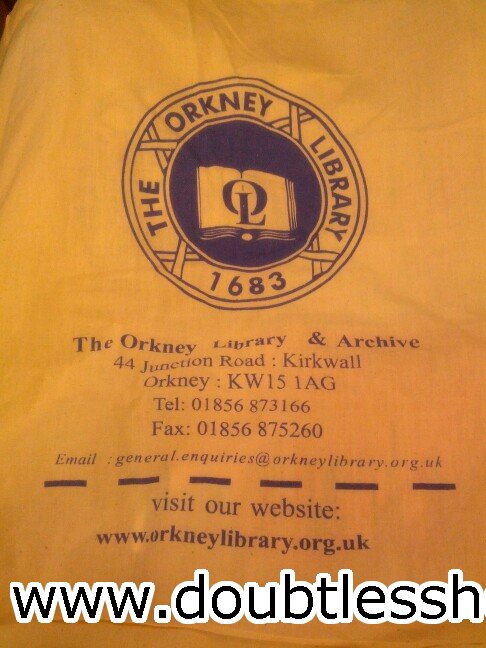 THE ORKNEY LIBRARY
OL
1683
The Orkney Library & Archive
44 Junction Road : Kirkwall
Orkney : KW15 1AG
Tel: 01856 873166
Fax: 01856 875260
Email : general.enquiries@orkneylibrary.org.uk
visit our website:
www.orkneylibrary.org.uk
www.doubtlessh